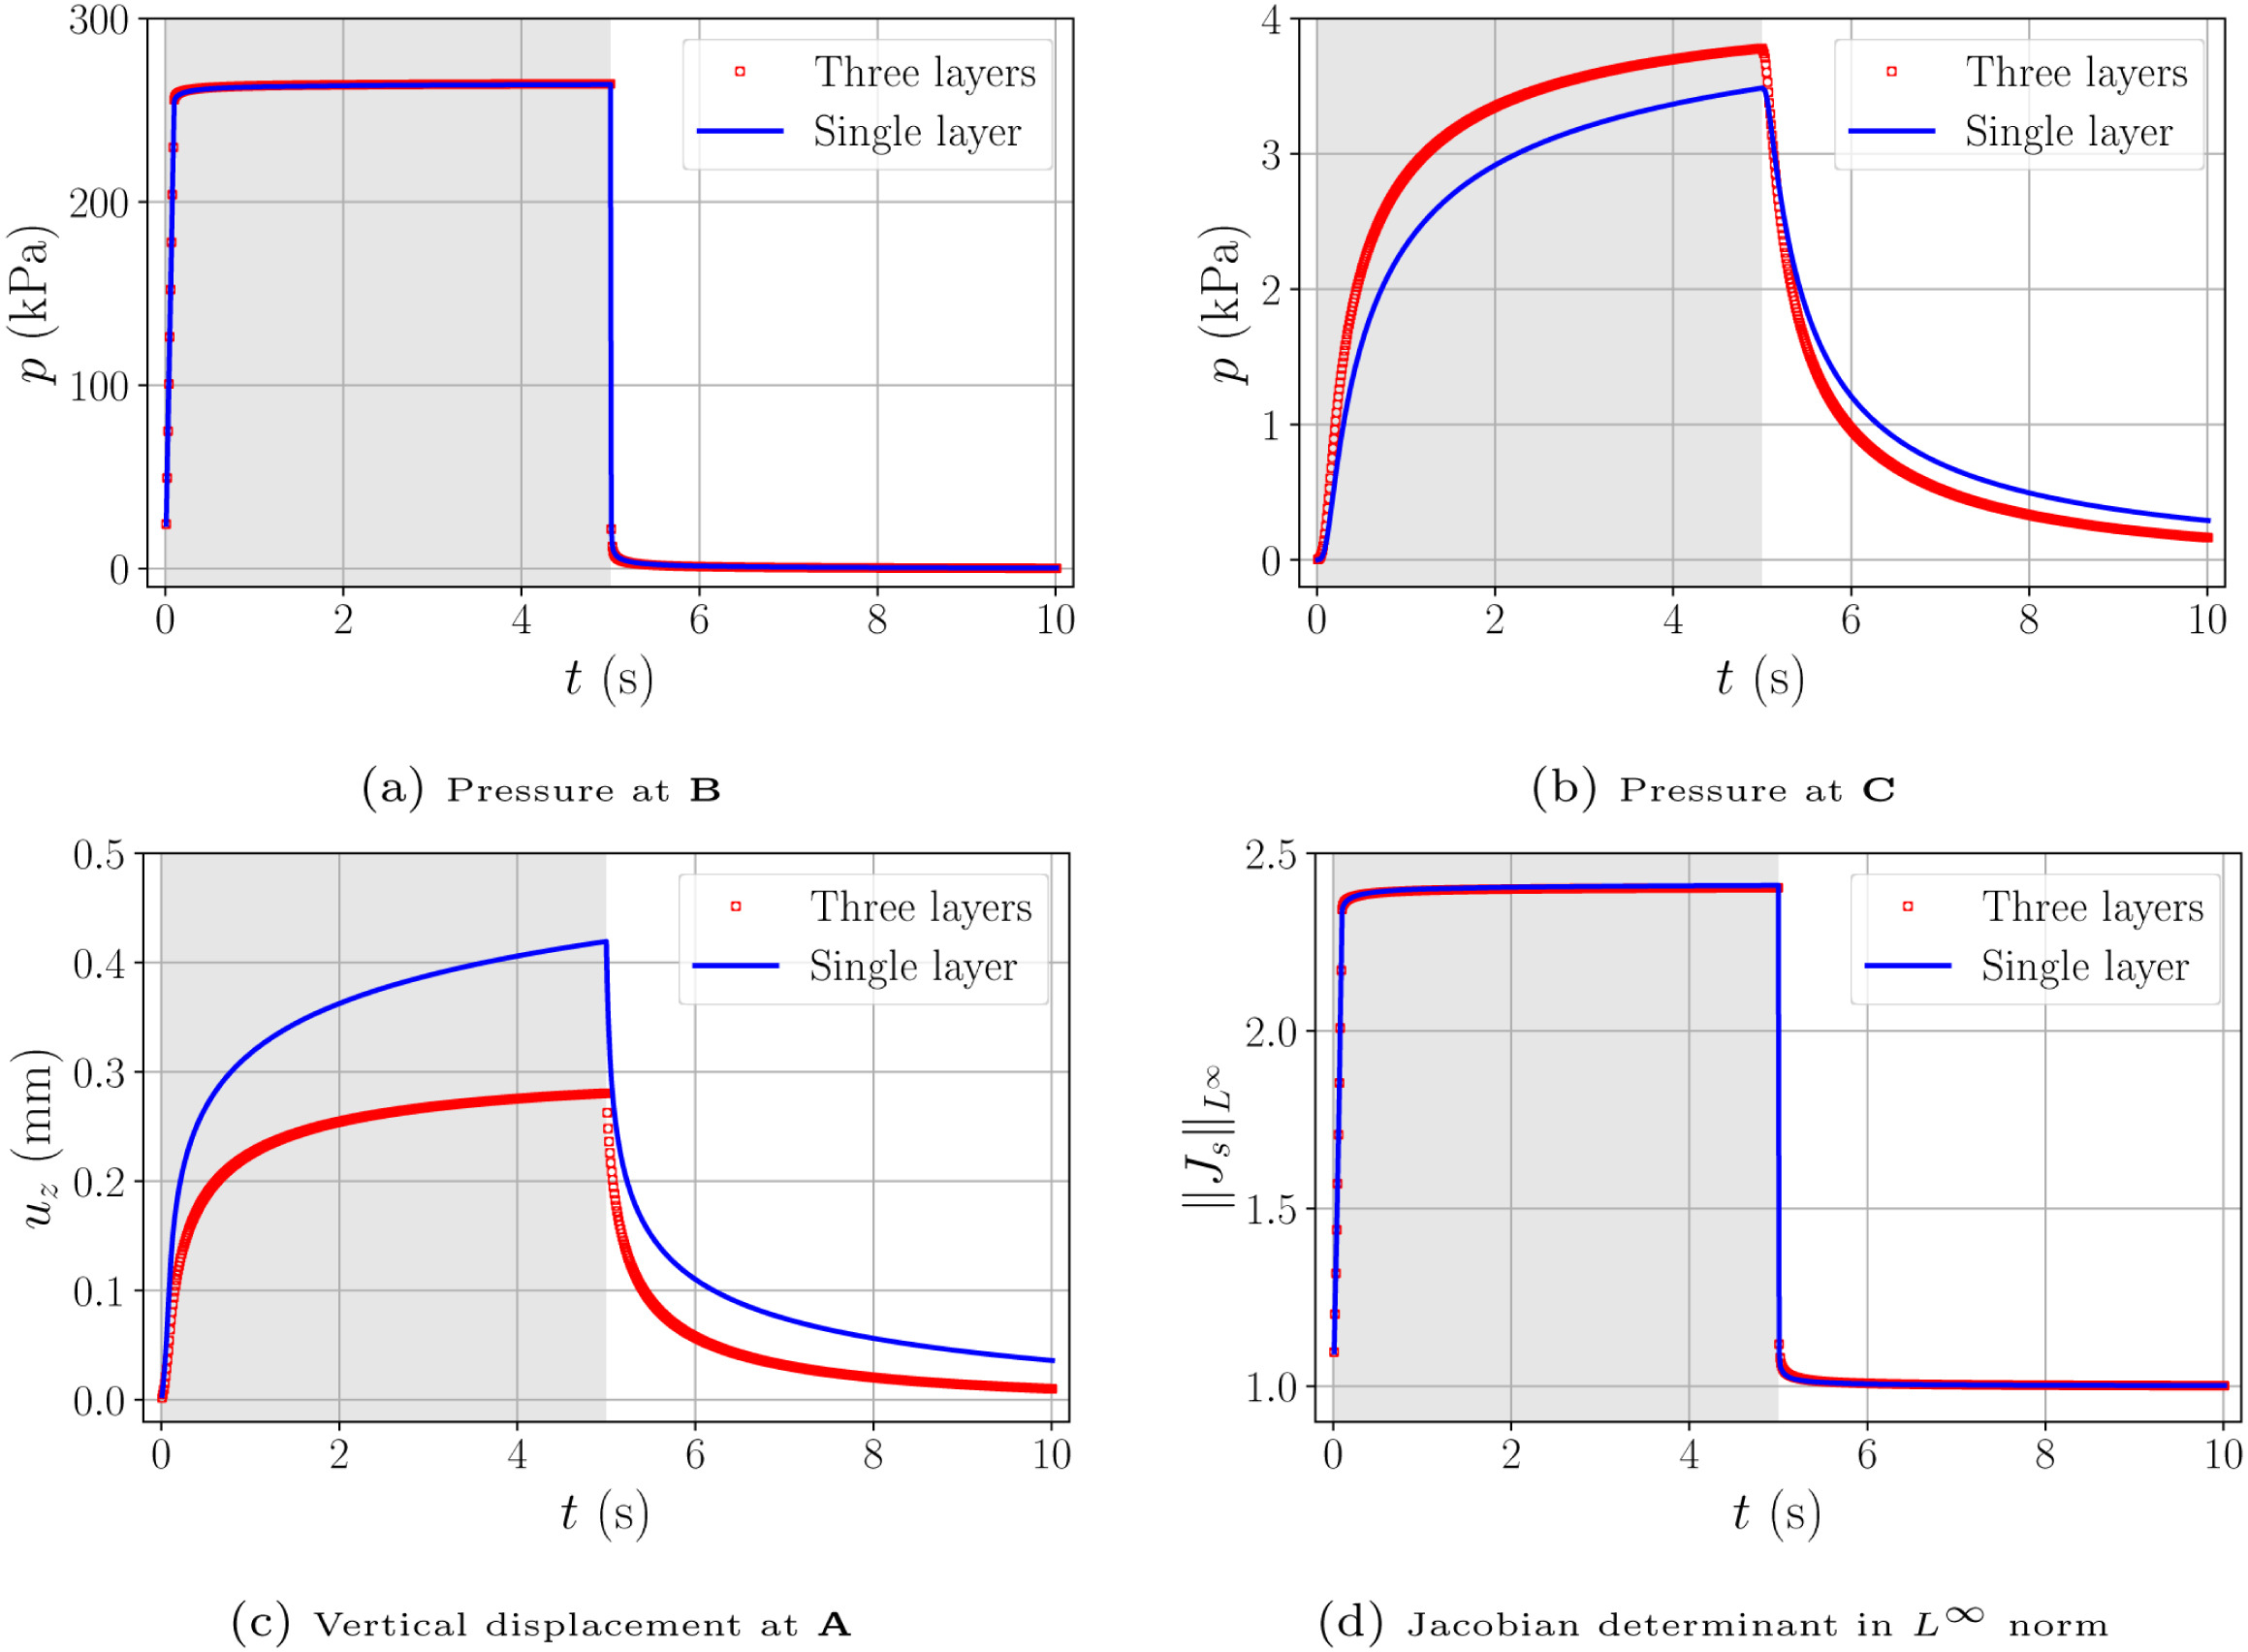 300
200
100
0
p (kPa)
Three layers
Single layer
0 2 4 6 8 10
t (s)
(a) Pressure at B
4
3
2
1
0
p (kPa)
Three layers
Single layer
0 2 4 6 8 10
t (s)
(b) Pressure at C
0.5
0.4
0.3
0.2
0.1
0.0
u_z (mm)
Three layers
Single layer
0 2 4 6 8 10
t (s)
(c) Vertical displacement at A
2.5
2.0
1.5
1.0
||J_s||_{L^∞}
Three layers
Single layer
0 2 4 6 8 10
t (s)
(d) Jacobian determinant in L^∞ norm